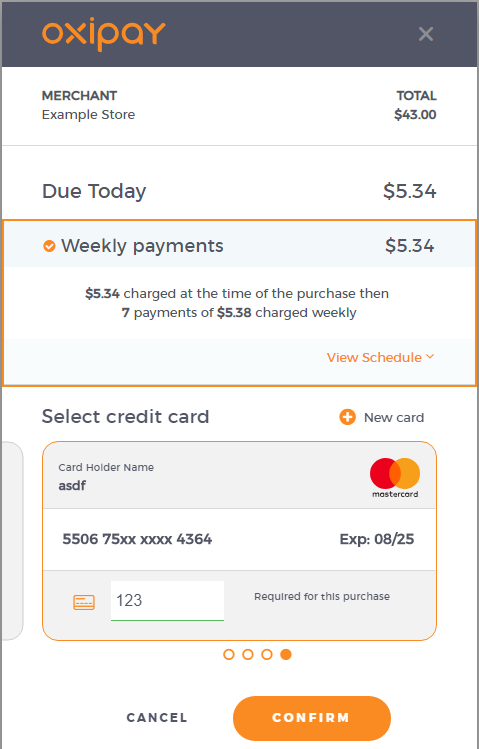 oxipay
MERCHANT TOTAL
Example Store $43.00
Due Today $5.34
Weekly payments $5.34
$5.34 charged at the time of the purchase then
7 payments of $5.38 charged weekly
View Schedule
Select credit card New card
Card Holder Name
asdf
mastercard
5506 75xx xxxx 4364 Exp: 08/25
123 Required for this purchase
CANCEL CONFIRM